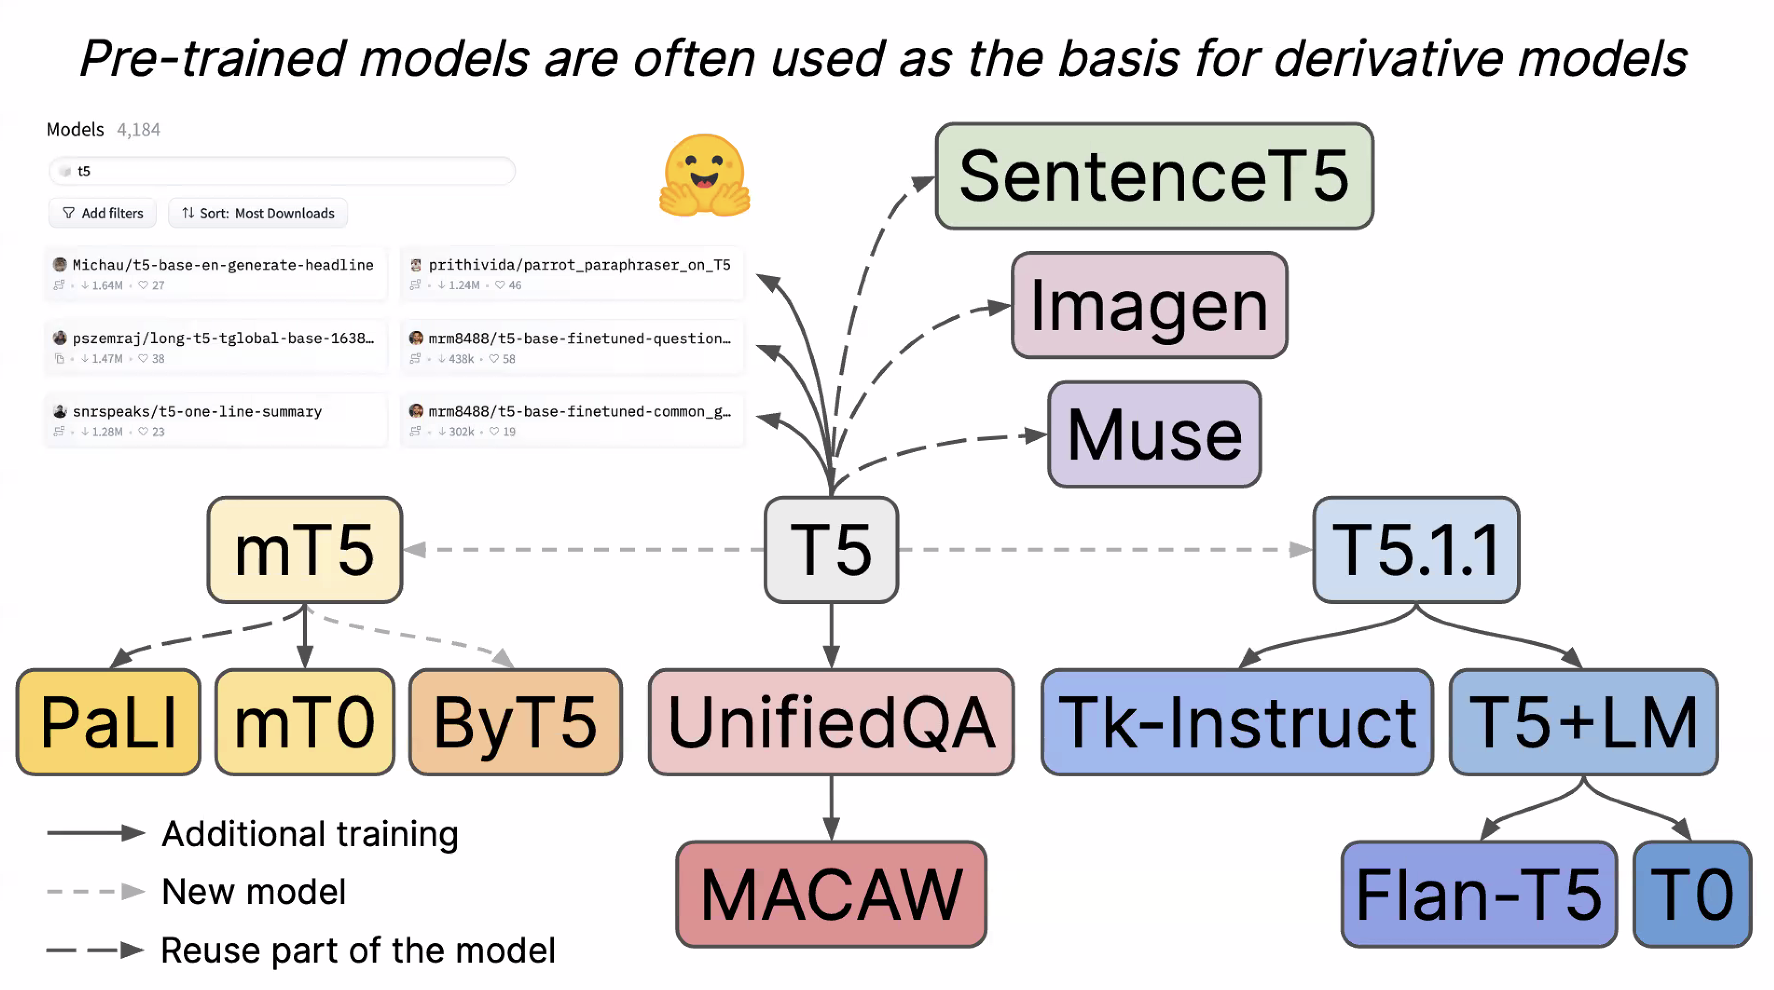 Pre-trained models are often used as the basis for derivative models
Models 4,184
t5
Add filters
Sort: Most Downloads
Michau/t5-base-en-generate-headline
1.64M 27
prithivida/parrot_paraphraser_on_T5
1.24M 46
pszemraj/long-t5-tglobal-base-1638…
1.47M 38
mrm8488/t5-base-finetuned-question…
438k 58
snrspeaks/t5-one-line-summary
1.28M 23
mrm8488/t5-base-finetuned-common_g…
302k 19
SentenceT5
Imagen
Muse
mT5
T5
T5.1.1
PaLI
mT0
ByT5
UnifiedQA
Tk-Instruct
T5+LM
MACAW
Flan-T5
T0
Additional training
New model
Reuse part of the model